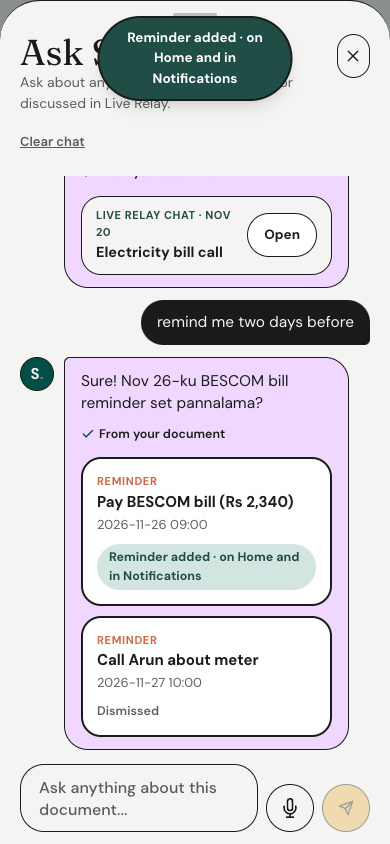 Reminder added · on
Home and in
Notifications
Ask
Ask about
discussed in Live Relay.
Clear chat
LIVE RELAY CHAT · NOV
20
Electricity bill call
Open
remind me two days before
S.
Sure! Nov 26-ku BESCOM bill
reminder set pannalama?
From your document
REMINDER
Pay BESCOM bill (Rs 2,340)
2026-11-26 09:00
Reminder added · on Home and
in Notifications
REMINDER
Call Arun about meter
2026-11-27 10:00
Dismissed
Ask anything about this
document...